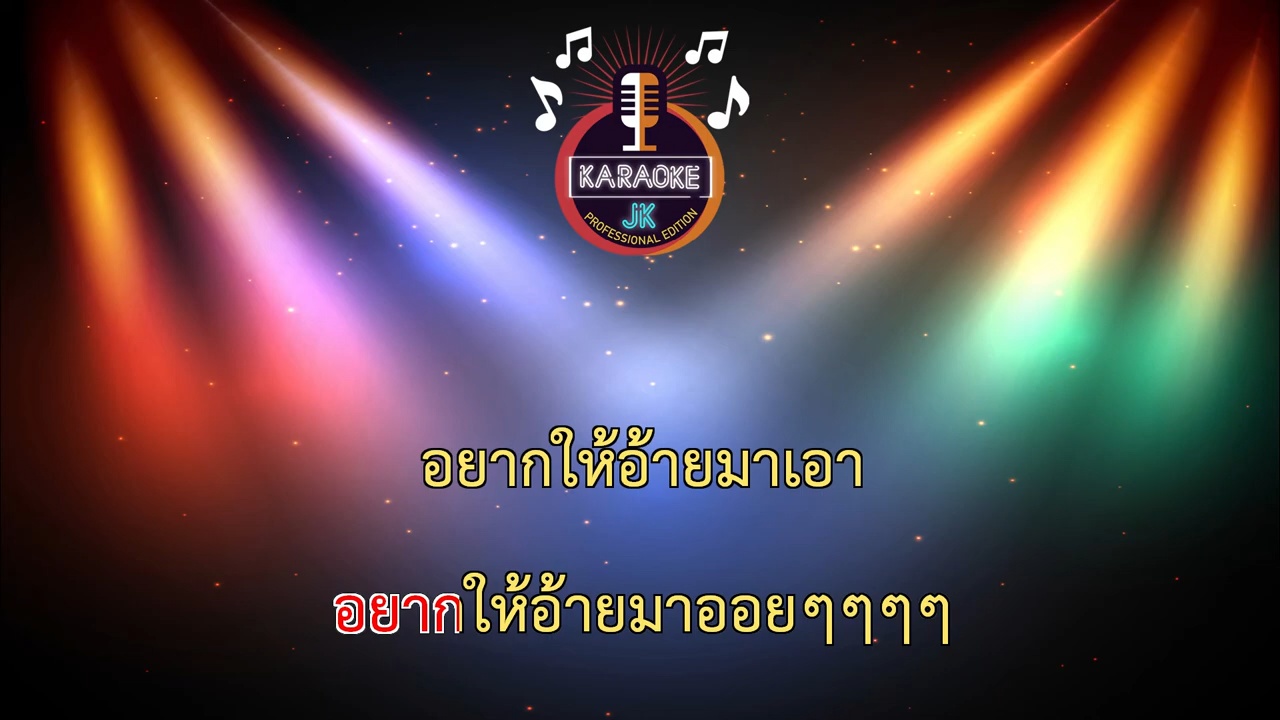 KARAOKE
JK
PROFESSIONAL EDITION
อยากให้อ้ายมาเอา
อยากให้อ้ายมาออยๆๆๆๆ